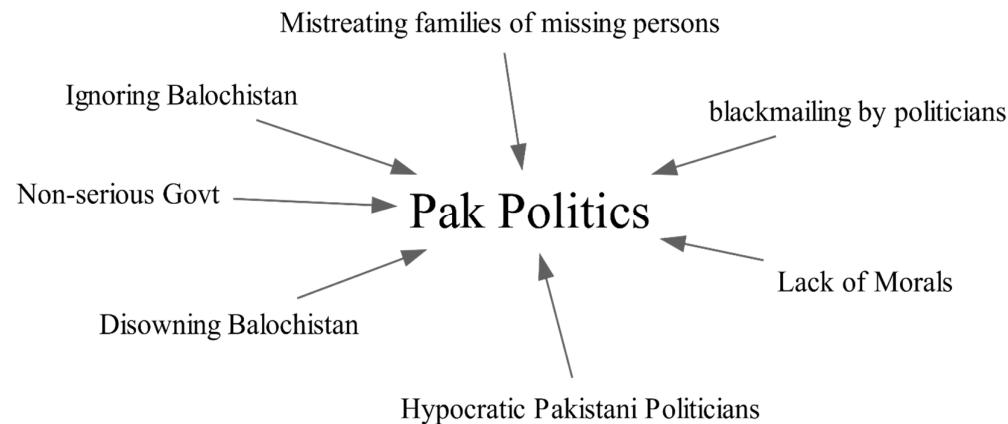 Mistreating families of missing persons
Ignoring Balochistan
blackmailing by politicians
Non-serious Govt
Pak Politics
Lack of Morals
Disowning Balochistan
Hypocratic Pakistani Politicians